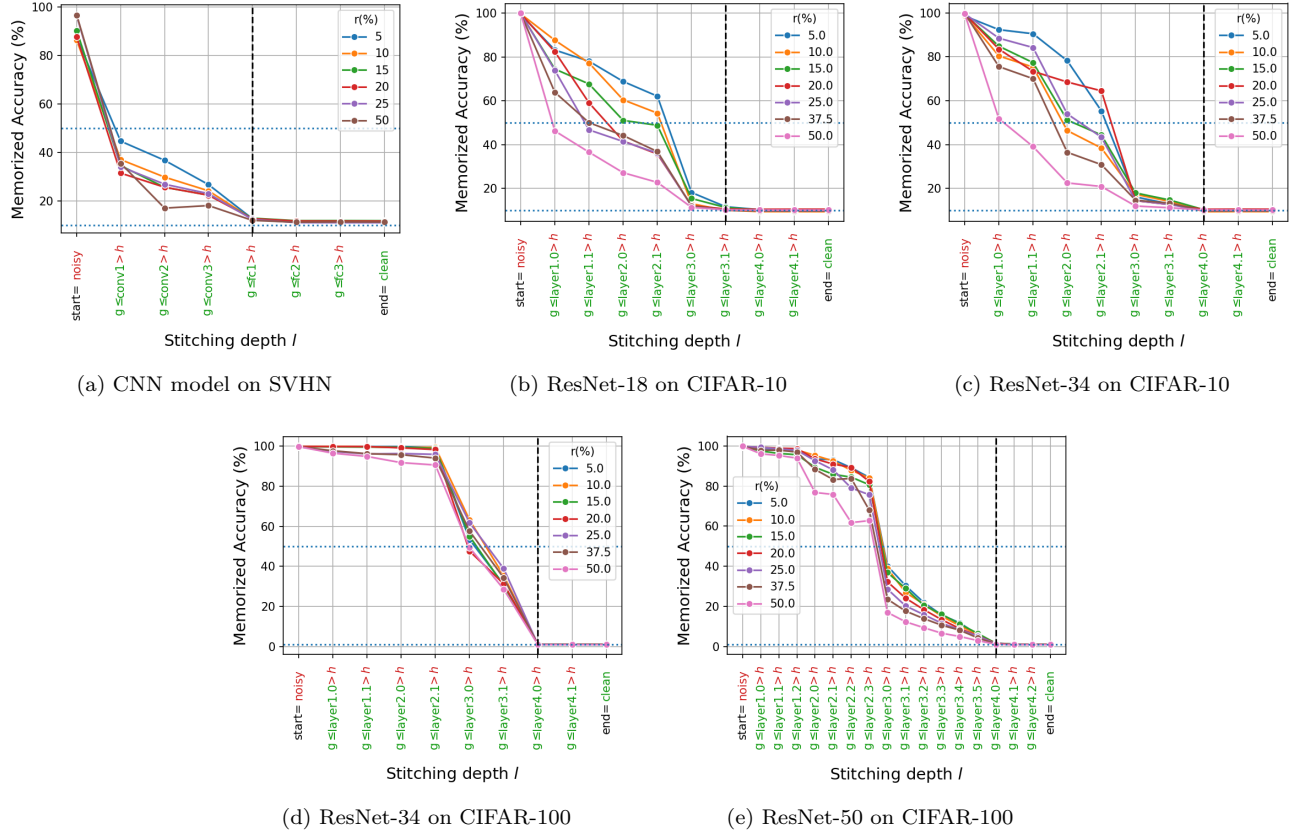 Memorized Accuracy (%)
100
80
60
40
20
r(%)
5
10
15
20
25
50
start= noisy
g ≤conv1> h
g ≤conv2> h
g ≤conv3> h
g ≤fc1> h
g ≤fc2> h
g ≤fc3> h
end= clean
Stitching depth l
(a) CNN model on SVHN
Memorized Accuracy (%)
100
80
60
40
20
r(%)
5.0
10.0
15.0
20.0
25.0
37.5
50.0
start= noisy
g ≤layer1.0> h
g ≤layer1.1> h
g ≤layer2.0> h
g ≤layer2.1> h
g ≤layer3.0> h
g ≤layer3.1> h
g ≤layer4.0> h
g ≤layer4.1> h
end= clean
Stitching depth l
(b) ResNet-18 on CIFAR-10
Memorized Accuracy (%)
100
80
60
40
20
r(%)
5.0
10.0
15.0
20.0
25.0
37.5
50.0
start= noisy
g ≤layer1.0> h
g ≤layer1.1> h
g ≤layer2.0> h
g ≤layer2.1> h
g ≤layer3.0> h
g ≤layer3.1> h
g ≤layer4.0> h
g ≤layer4.1> h
end= clean
Stitching depth l
(c) ResNet-34 on CIFAR-10
Memorized Accuracy (%)
100
80
60
40
20
0
r(%)
5.0
10.0
15.0
20.0
25.0
37.5
50.0
start= noisy
g ≤layer1.0> h
g ≤layer1.1> h
g ≤layer2.0> h
g ≤layer2.1> h
g ≤layer3.0> h
g ≤layer3.1> h
g ≤layer4.0> h
g ≤layer4.1> h
end= clean
Stitching depth l
(d) ResNet-34 on CIFAR-100
Memorized Accuracy (%)
100
80
60
40
20
0
r(%)
5.0
10.0
15.0
20.0
25.0
37.5
50.0
start= noisy
g ≤layer1.0> h
g ≤layer1.1> h
g ≤layer1.2> h
g ≤layer2.0> h
g ≤layer2.1> h
g ≤layer2.2> h
g ≤layer2.3> h
g ≤layer3.0> h
g ≤layer3.1> h
g ≤layer3.2> h
g ≤layer3.3> h
g ≤layer3.4> h
g ≤layer3.5> h
g ≤layer4.0> h
g ≤layer4.1> h
g ≤layer4.2> h
end= clean
Stitching depth l
(e) ResNet-50 on CIFAR-100